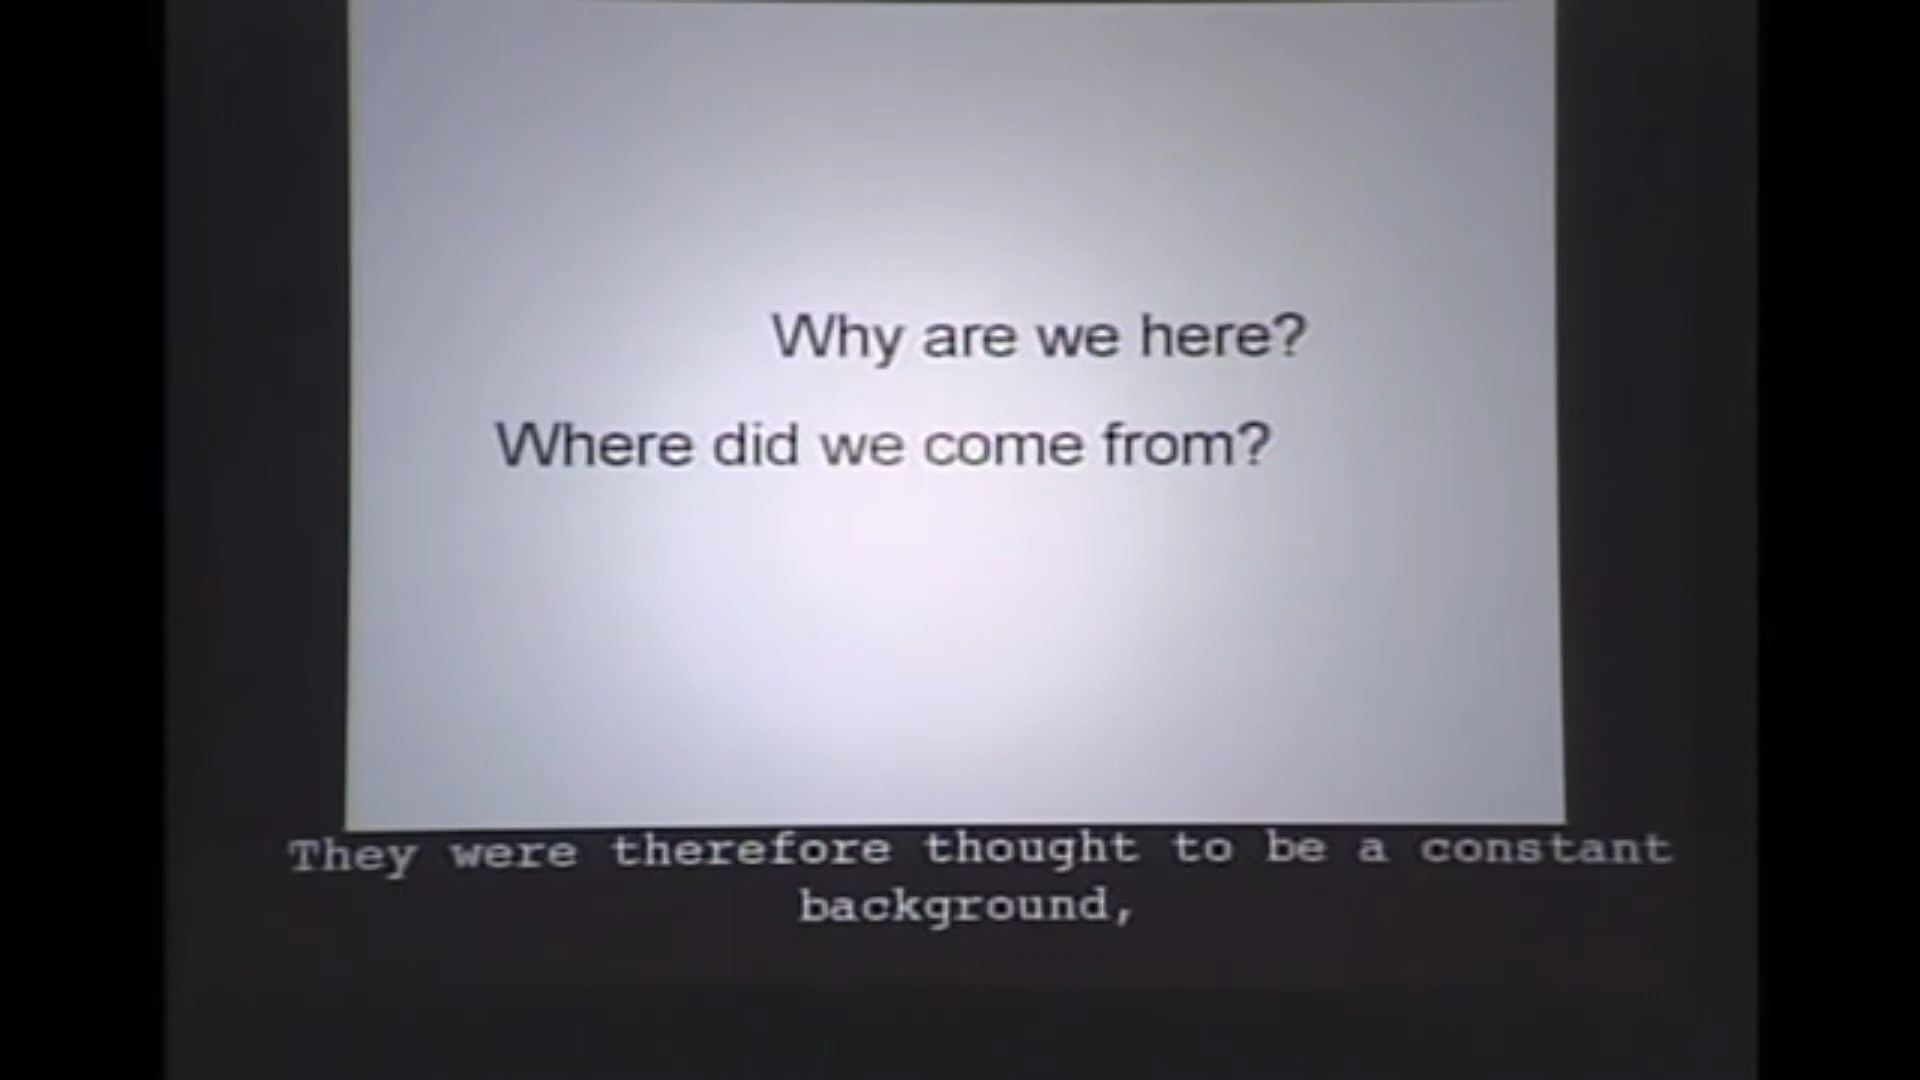 Why are we here?
Where did we come from?
They were therefore thought to be a constant
background,